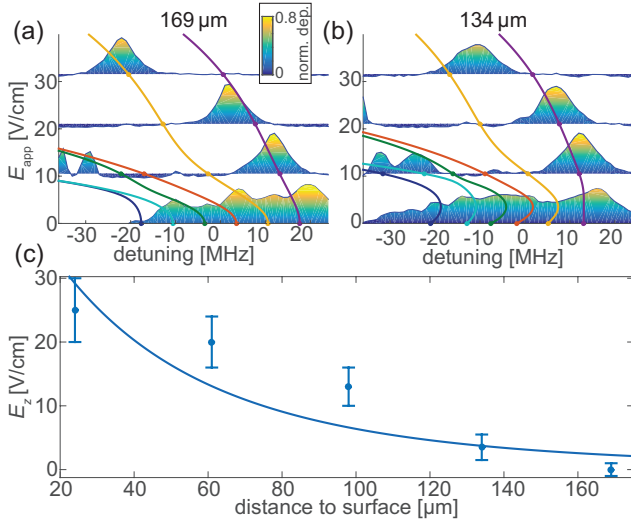 (a) 169 µm 0.8 norm. dep. 0 (b) 134 µm
30
20
10
0
E_app [V/cm]
-30 -20 -10 0 10 20
detuning [MHz]
30
20
10
0
-30 -20 -10 0 10 20
detuning [MHz]
(c)
30
20
10
0
E_z [V/cm]
20 40 60 80 100 120 140 160
distance to surface [µm]